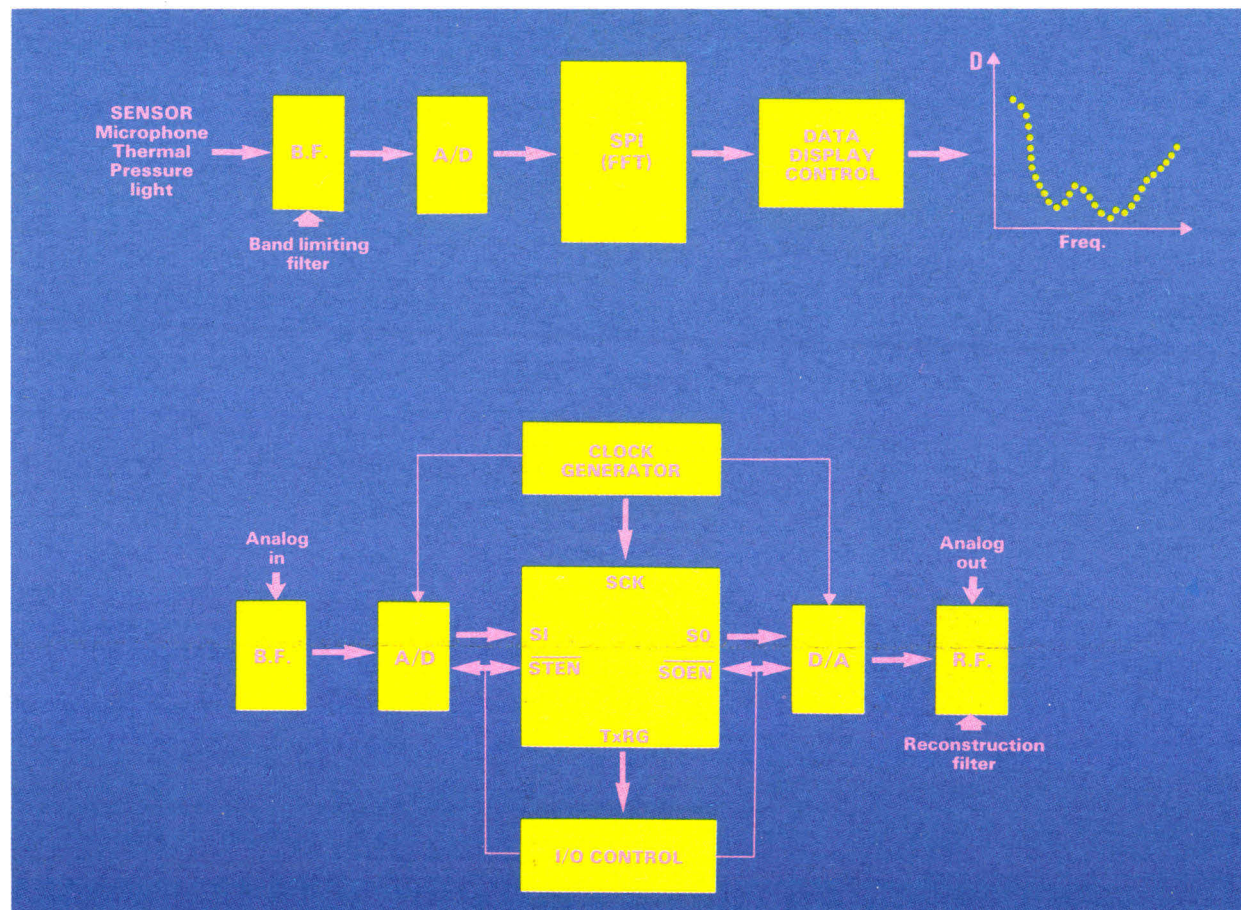 SENSOR
Microphone
Thermal
Pressure
light
B.F.
Band limiting
filter
A/D
SPI
(FFT)
DATA
DISPLAY
CONTROL
D
Freq.
CLOCK
GENERATOR
Analog
in
B.F.
A/D
SCK
SI
SO
STEN
SOEN
TxRG
D/A
Analog
out
R.F.
Reconstruction
filter
I/O CONTROL